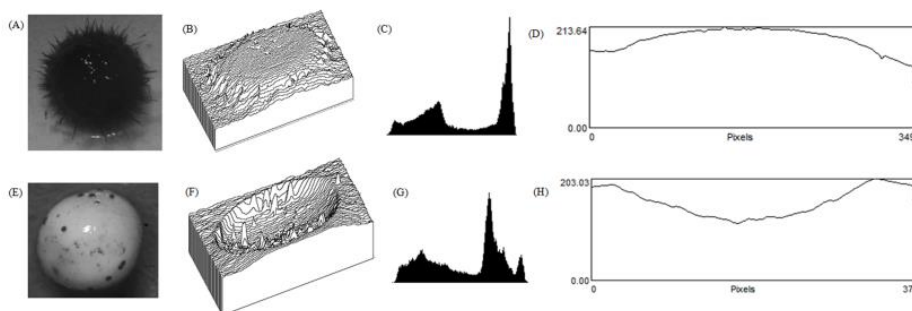 (A)
(B)
(C)
(D)
213.64
0.00
0
Pixels
349
(E)
(F)
(G)
(H)
203.03
0.00
0
Pixels
37